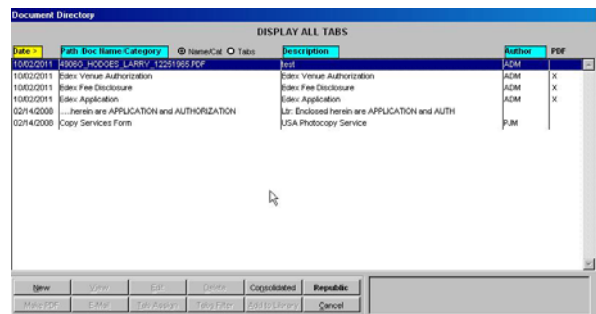 Document Directory
DISPLAY ALL TABS
Date > Path /Doc Name/Category Name/Cat Tabs Description Author PDF
10/02/2011 49060_HODGES_LARRY_12251965.PDF test ADM
10/02/2011 Edex Venue Authorization Edex Venue Authorization ADM X
10/02/2011 Edex Fee Disclosure Edex Fee Disclosure ADM X
10/02/2011 Edex Application Edex Application ADM X
02/14/2008 ....herein are APPLICATION and AUTHORIZATION Ltr: Enclosed herein are APPLICATION and AUTH
02/14/2008 Copy Services Form USA Photocopy Service PJM
New View Edit Delete Consolidated Republic
Make PDF E-Mail Tab Assign Tabs Filter Add to Library Cancel